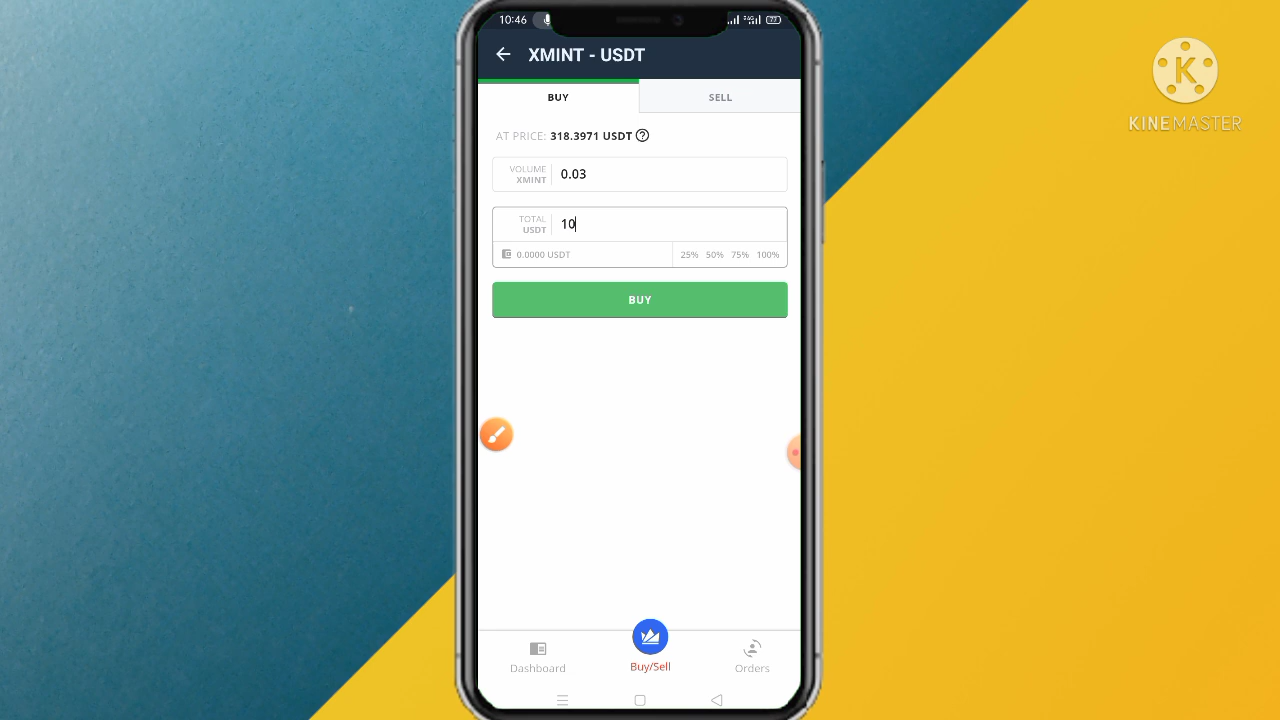 10:46
77
XMINT - USDT
BUY
SELL
AT PRICE: 318.3971 USDT ?
VOLUME
XMINT
0.03
TOTAL
USDT
10
0.0000 USDT
25% 50% 75% 100%
BUY
Dashboard
Buy/Sell
Orders
K
KINEMASTER